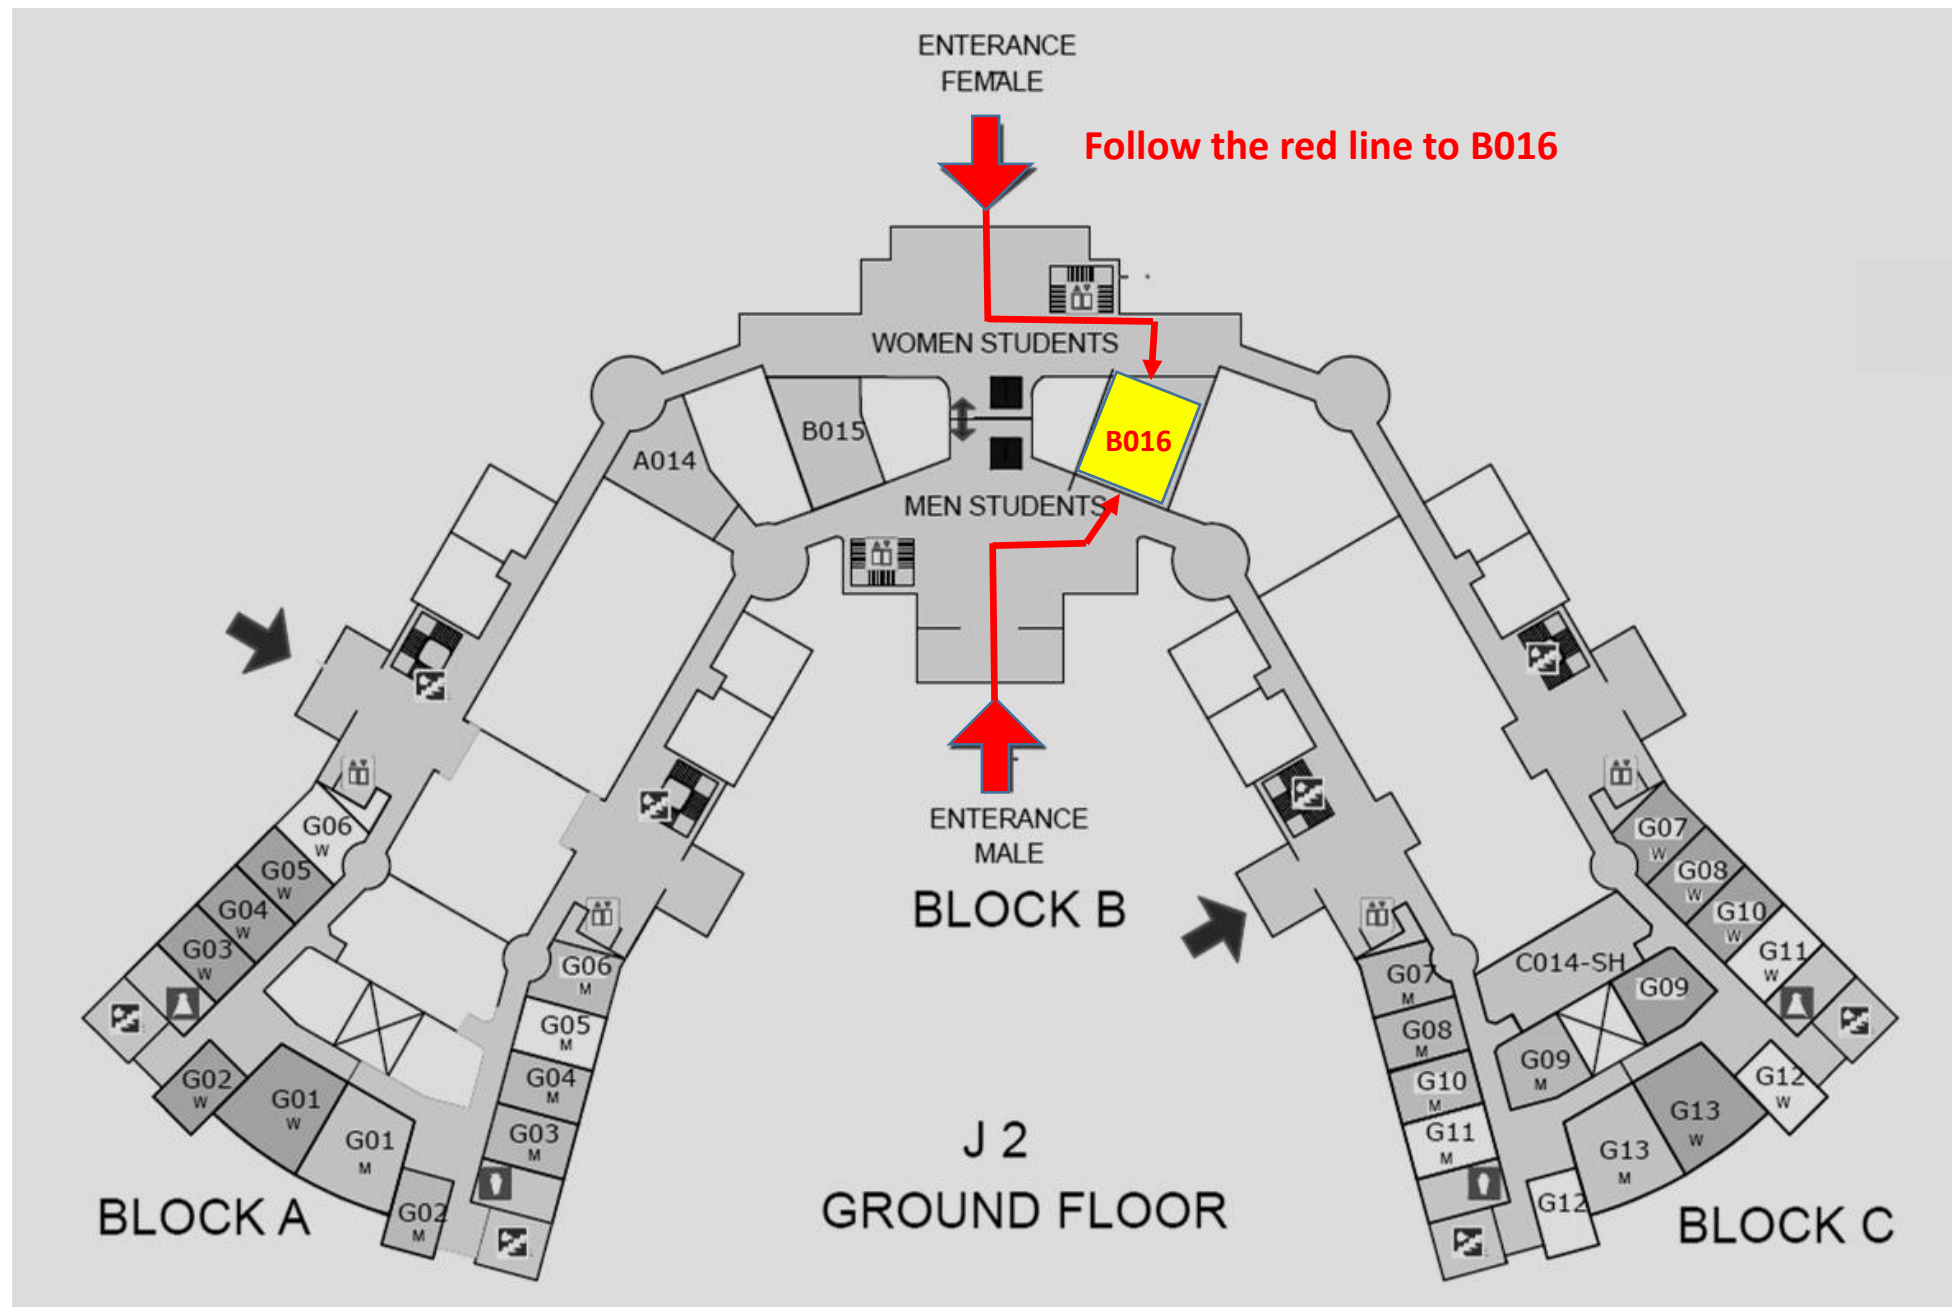 ENTERANCE
FEMALE
Follow the red line to B016
WOMEN STUDENTS
B015
A014
B016
MEN STUDENTS
ENTERANCE
MALE
BLOCK B
G06
W
G05
W
G04
W
G03
W
G02
W
G01
W
G01
M
G02
M
G06
M
G05
M
G04
M
G03
M
BLOCK A
J 2
GROUND FLOOR
G07
M
G08
M
G10
M
G11
M
G12
C014-SH
G09
G09
M
G07
W
G08
W
G10
W
G11
W
G12
W
G13
W
G13
M
BLOCK C